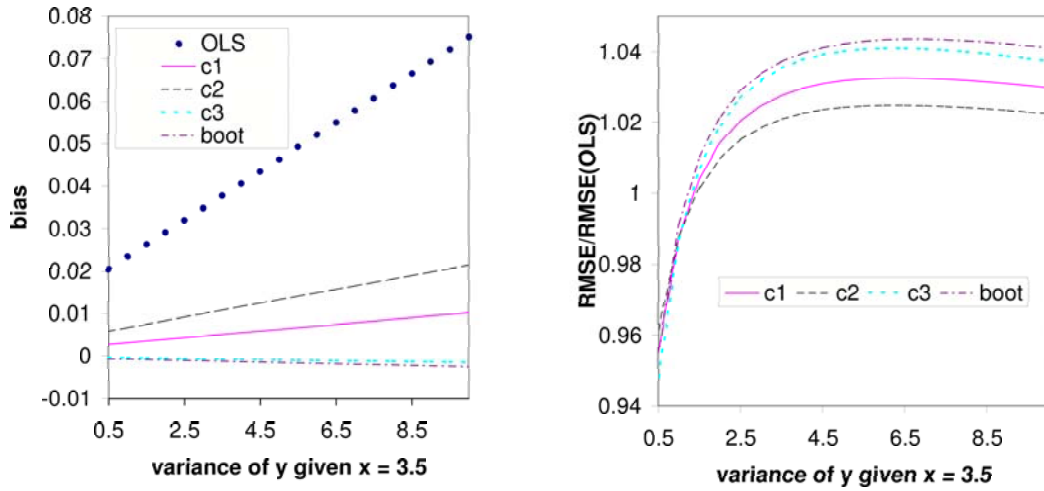 0.08
0.07
0.06
0.05
0.04
0.03
0.02
0.01
0
-0.01
bias
OLS
c1
c2
c3
boot
0.5 2.5 4.5 6.5 8.5
variance of y given x = 3.5
1.04
1.02
1
0.98
0.96
0.94
RMSE/RMSE(OLS)
c1 c2 c3 boot
0.5 2.5 4.5 6.5 8.5
variance of y given x = 3.5